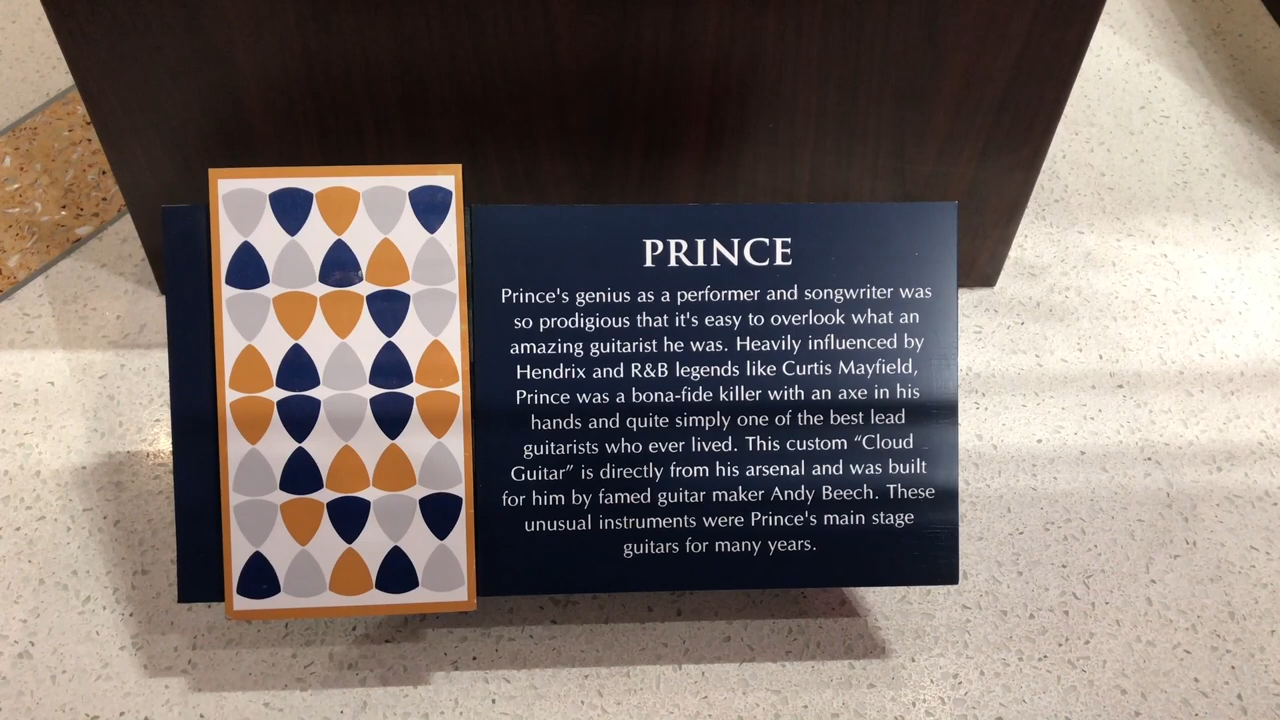 PRINCE
Prince's genius as a performer and songwriter was
so prodigious that it's easy to overlook what an
amazing guitarist he was. Heavily influenced by
Hendrix and R&B legends like Curtis Mayfield,
Prince was a bona-fide killer with an axe in his
hands and quite simply one of the best lead
guitarists who ever lived. This custom “Cloud
Guitar” is directly from his arsenal and was built
for him by famed guitar maker Andy Beech. These
unusual instruments were Prince's main stage
guitars for many years.